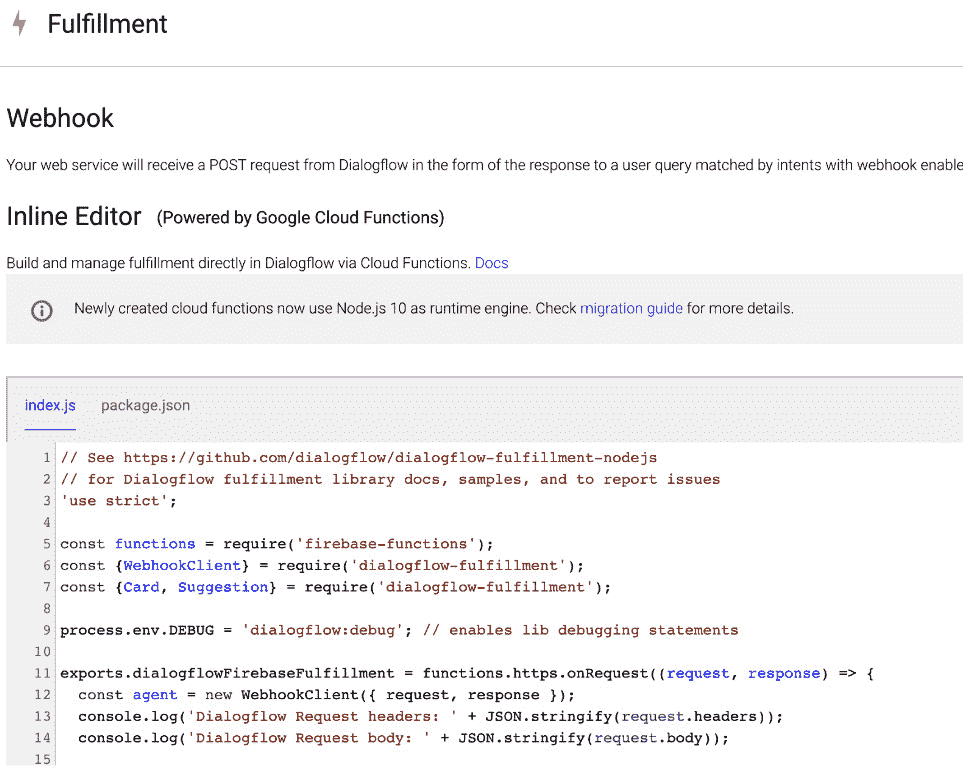 Fulfillment
Webhook
Your web service will receive a POST request from Dialogflow in the form of the response to a user query matched by intents with webhook enable
Inline Editor (Powered by Google Cloud Functions)
Build and manage fulfillment directly in Dialogflow via Cloud Functions. Docs
Newly created cloud functions now use Node.js 10 as runtime engine. Check migration guide for more details.
index.js package.json
1 // See https://github.com/dialogflow/dialogflow-fulfillment-nodejs
2 // for Dialogflow fulfillment library docs, samples, and to report issues
3 'use strict';
4
5 const functions = require('firebase-functions');
6 const {WebhookClient} = require('dialogflow-fulfillment');
7 const {Card, Suggestion} = require('dialogflow-fulfillment');
8
9 process.env.DEBUG = 'dialogflow:debug'; // enables lib debugging statements
10
11 exports.dialogflowFirebaseFulfillment = functions.https.onRequest((request, response) => {
12 const agent = new WebhookClient({ request, response });
13 console.log('Dialogflow Request headers: ' + JSON.stringify(request.headers));
14 console.log('Dialogflow Request body: ' + JSON.stringify(request.body));
15